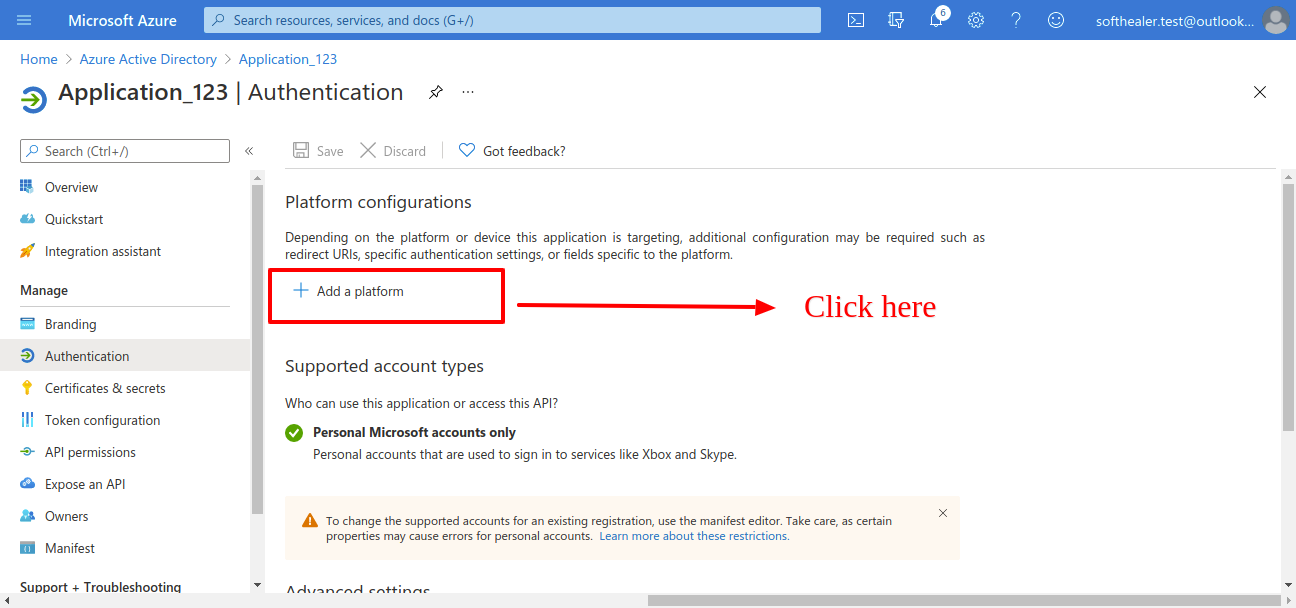 Microsoft Azure
Search resources, services, and docs (G+/)
6
softhealer.test@outlook...
Home > Azure Active Directory > Application_123
Application_123 | Authentication
Search (Ctrl+/)
«
Save
Discard
Got feedback?
Overview
Quickstart
Integration assistant
Manage
Branding
Authentication
Certificates & secrets
Token configuration
API permissions
Expose an API
Owners
Manifest
Support + Troubleshooting
Platform configurations
Depending on the platform or device this application is targeting, additional configuration may be required such as
redirect URIs, specific authentication settings, or fields specific to the platform.
+ Add a platform
Click here
Supported account types
Who can use this application or access this API?
Personal Microsoft accounts only
Personal accounts that are used to sign in to services like Xbox and Skype.
To change the supported accounts for an existing registration, use the manifest editor. Take care, as certain
properties may cause errors for personal accounts. Learn more about these restrictions.
Advanced settings